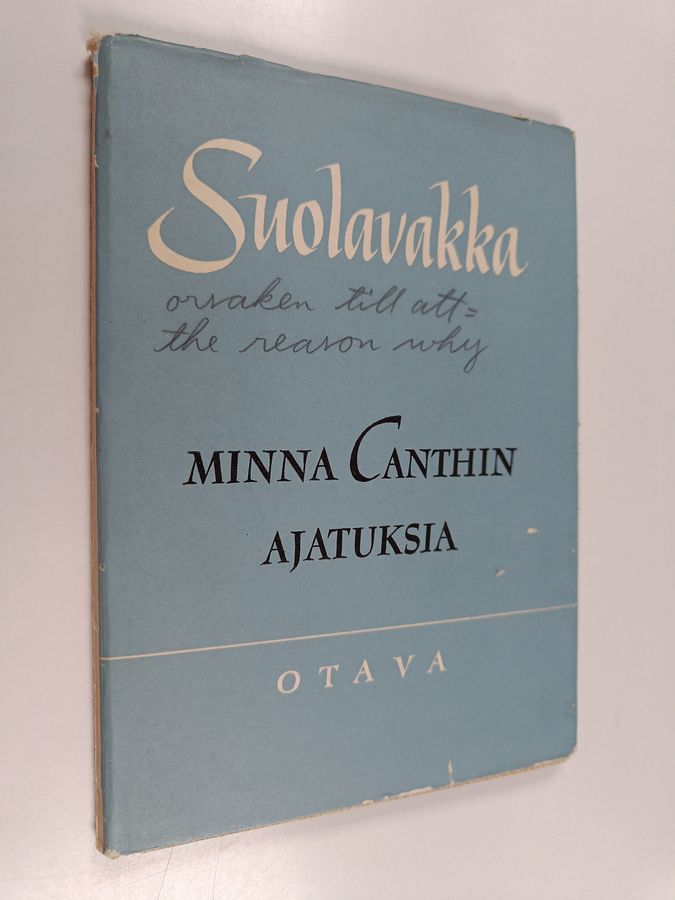 Suolavakka
orsaken till att=
the reason why
MINNA CANTHIN
AJATUKSIA
OTAVA